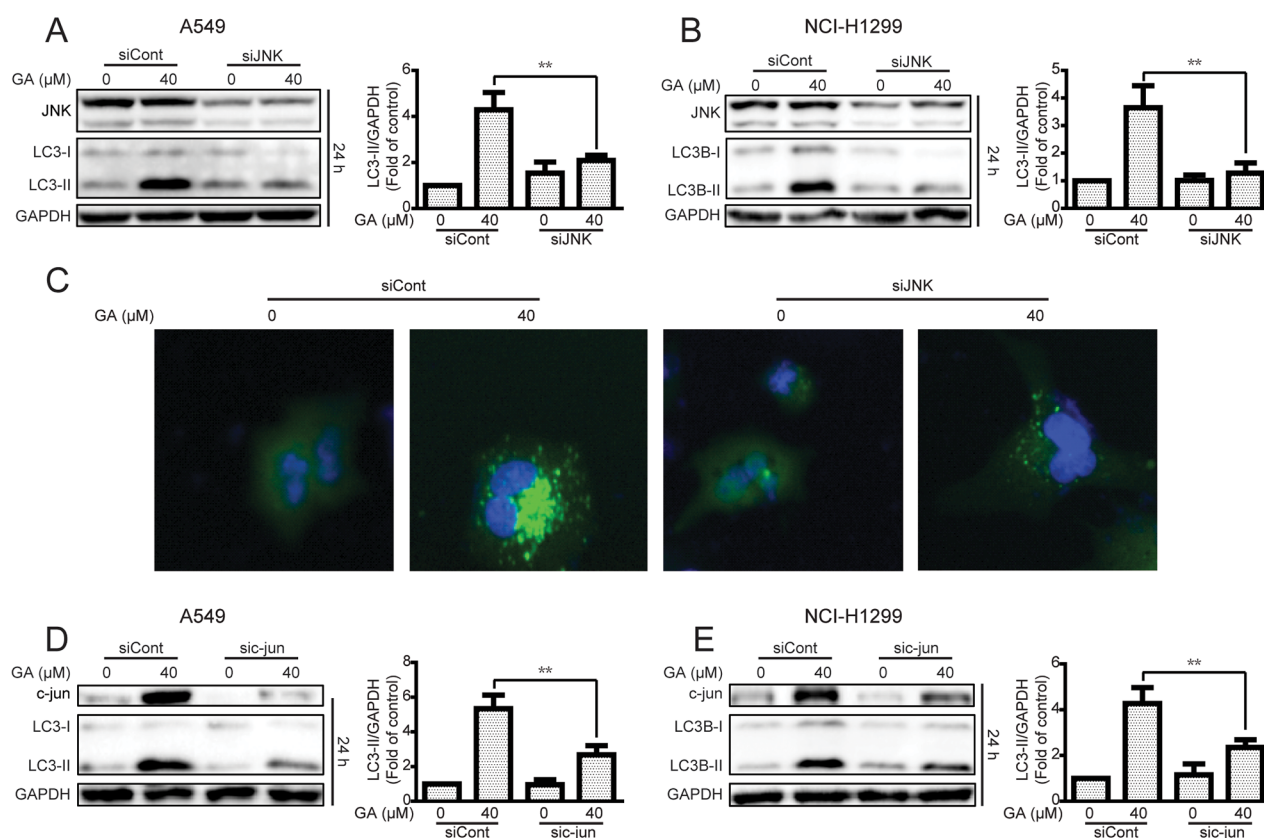 A
A549
siCont siJNK
GA (µM) 0 40 0 40
JNK
LC3-I
LC3-II
GAPDH
24 h
LC3-II/GAPDH
(Fold of control)
6
4
2
0
**
GA (µM) 0 40 0 40
siCont siJNK
B
NCI-H1299
siCont siJNK
GA (µM) 0 40 0 40
JNK
LC3B-I
LC3B-II
GAPDH
24 h
LC3-II/GAPDH
(Fold of control)
5
4
3
2
1
0
**
GA (µM) 0 40 0 40
siCont siJNK
C
siCont siJNK
GA (µM) 0 40 0 40
D
A549
siCont sic-jun
GA (µM) 0 40 0 40
c-jun
LC3-I
LC3-II
GAPDH
24 h
LC3-II/GAPDH
(Fold of control)
8
6
4
2
0
**
GA (µM) 0 40 0 40
siCont sic-jun
E
NCI-H1299
siCont sic-jun
GA (µM) 0 40 0 40
c-jun
LC3B-I
LC3B-II
GAPDH
24 h
LC3-II/GAPDH
(Fold of control)
6
4
2
0
**
GA (µM) 0 40 0 40
siCont sic-jun